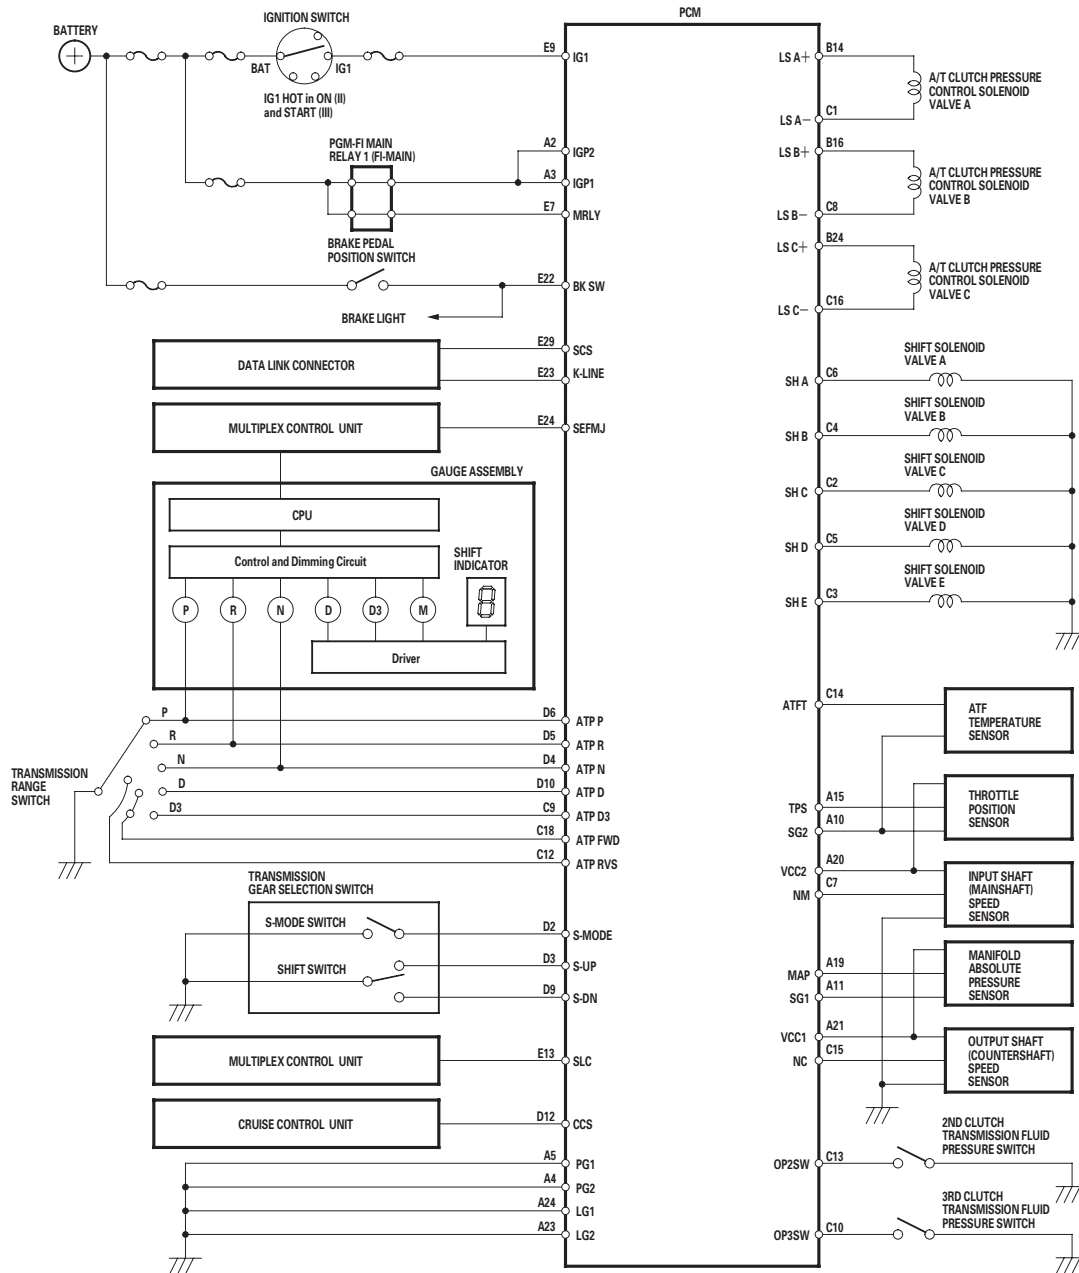 PCM
BATTERY
IGNITION SWITCH
BAT
IG1
IG1 HOT in ON (II)
and START (III)
E9
IG1
PGM-FI MAIN
RELAY 1 (FI-MAIN)
A2
IGP2
A3
IGP1
E7
MRLY
BRAKE PEDAL
POSITION SWITCH
E22
BK SW
BRAKE LIGHT
DATA LINK CONNECTOR
E29
SCS
E23
K-LINE
MULTIPLEX CONTROL UNIT
E24
SEFMJ
GAUGE ASSEMBLY
CPU
Control and Dimming Circuit
SHIFT
INDICATOR
P
R
N
D
D3
M
8
Driver
TRANSMISSION
RANGE
SWITCH
P
D6
ATP P
R
D5
ATP R
N
D4
ATP N
D
D10
ATP D
D3
C9
ATP D3
C18
ATP FWD
C12
ATP RVS
TRANSMISSION
GEAR SELECTION SWITCH
S-MODE SWITCH
D2
S-MODE
SHIFT SWITCH
D3
S-UP
D9
S-DN
MULTIPLEX CONTROL UNIT
E13
SLC
CRUISE CONTROL UNIT
D12
CCS
A5
PG1
A4
PG2
A24
LG1
A23
LG2
LS A+
B14
A/T CLUTCH PRESSURE
CONTROL SOLENOID
VALVE A
LS A−
C1
LS B+
B16
A/T CLUTCH PRESSURE
CONTROL SOLENOID
VALVE B
LS B−
C8
LS C+
B24
A/T CLUTCH PRESSURE
CONTROL SOLENOID
VALVE C
LS C−
C16
SHIFT SOLENOID
VALVE A
SH A
C6
SHIFT SOLENOID
VALVE B
SH B
C4
SHIFT SOLENOID
VALVE C
SH C
C2
SHIFT SOLENOID
VALVE D
SH D
C5
SHIFT SOLENOID
VALVE E
SH E
C3
ATFT
C14
ATF
TEMPERATURE
SENSOR
TPS
A15
SG2
A10
THROTTLE
POSITION
SENSOR
VCC2
A20
NM
C7
INPUT SHAFT
(MAINSHAFT)
SPEED
SENSOR
MAP
A19
SG1
A11
MANIFOLD
ABSOLUTE
PRESSURE
SENSOR
VCC1
A21
NC
C15
OUTPUT SHAFT
(COUNTERSHAFT)
SPEED
SENSOR
2ND CLUTCH
TRANSMISSION FLUID
PRESSURE SWITCH
OP2SW
C13
3RD CLUTCH
TRANSMISSION FLUID
PRESSURE SWITCH
OP3SW
C10